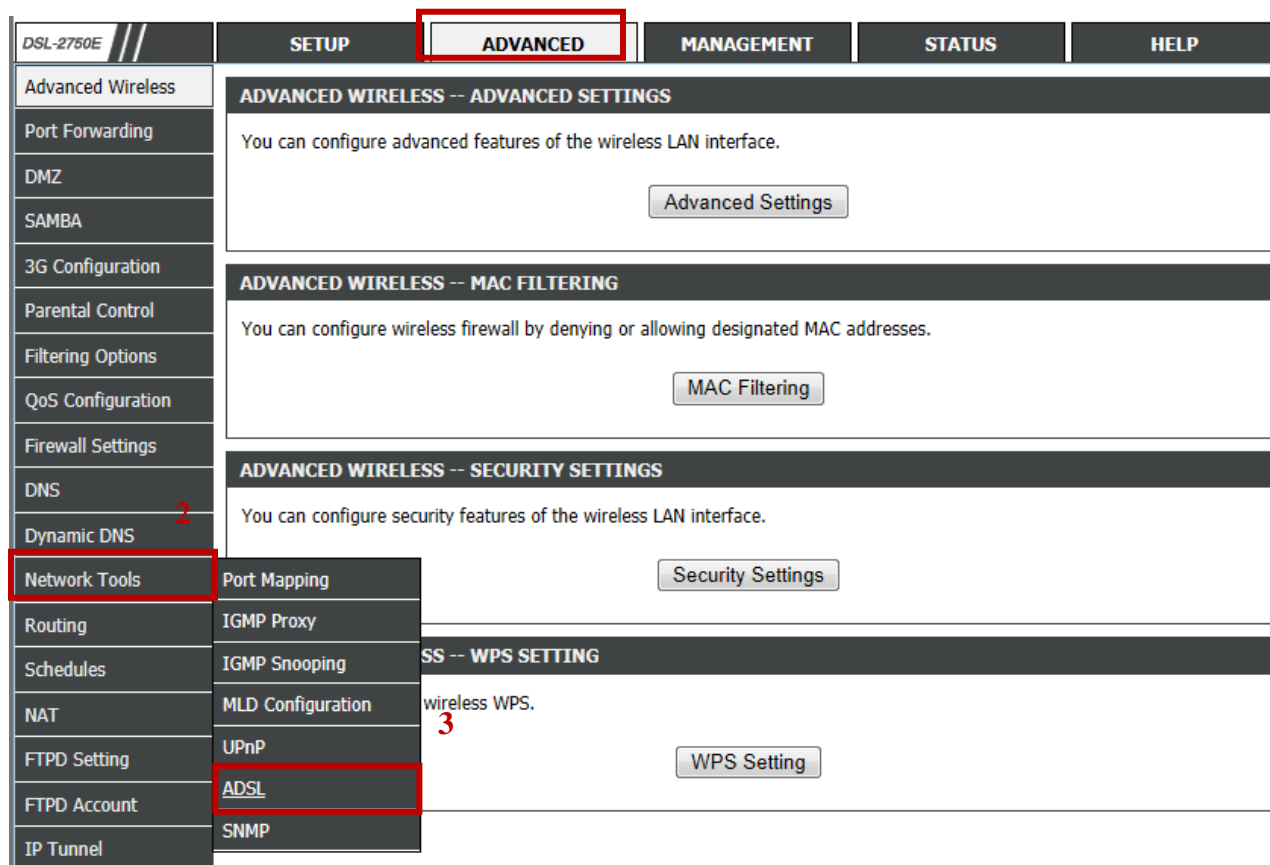 DSL-2750E
SETUP
ADVANCED
MANAGEMENT
STATUS
HELP
Advanced Wireless
Port Forwarding
DMZ
SAMBA
3G Configuration
Parental Control
Filtering Options
QoS Configuration
Firewall Settings
DNS
2
Dynamic DNS
Network Tools
Routing
Schedules
NAT
FTPD Setting
FTPD Account
IP Tunnel
Port Mapping
IGMP Proxy
IGMP Snooping
MLD Configuration
UPnP
3
ADSL
SNMP
ADVANCED WIRELESS -- ADVANCED SETTINGS
You can configure advanced features of the wireless LAN interface.
Advanced Settings
ADVANCED WIRELESS -- MAC FILTERING
You can configure wireless firewall by denying or allowing designated MAC addresses.
MAC Filtering
ADVANCED WIRELESS -- SECURITY SETTINGS
You can configure security features of the wireless LAN interface.
Security Settings
SS -- WPS SETTING
wireless WPS.
WPS Setting